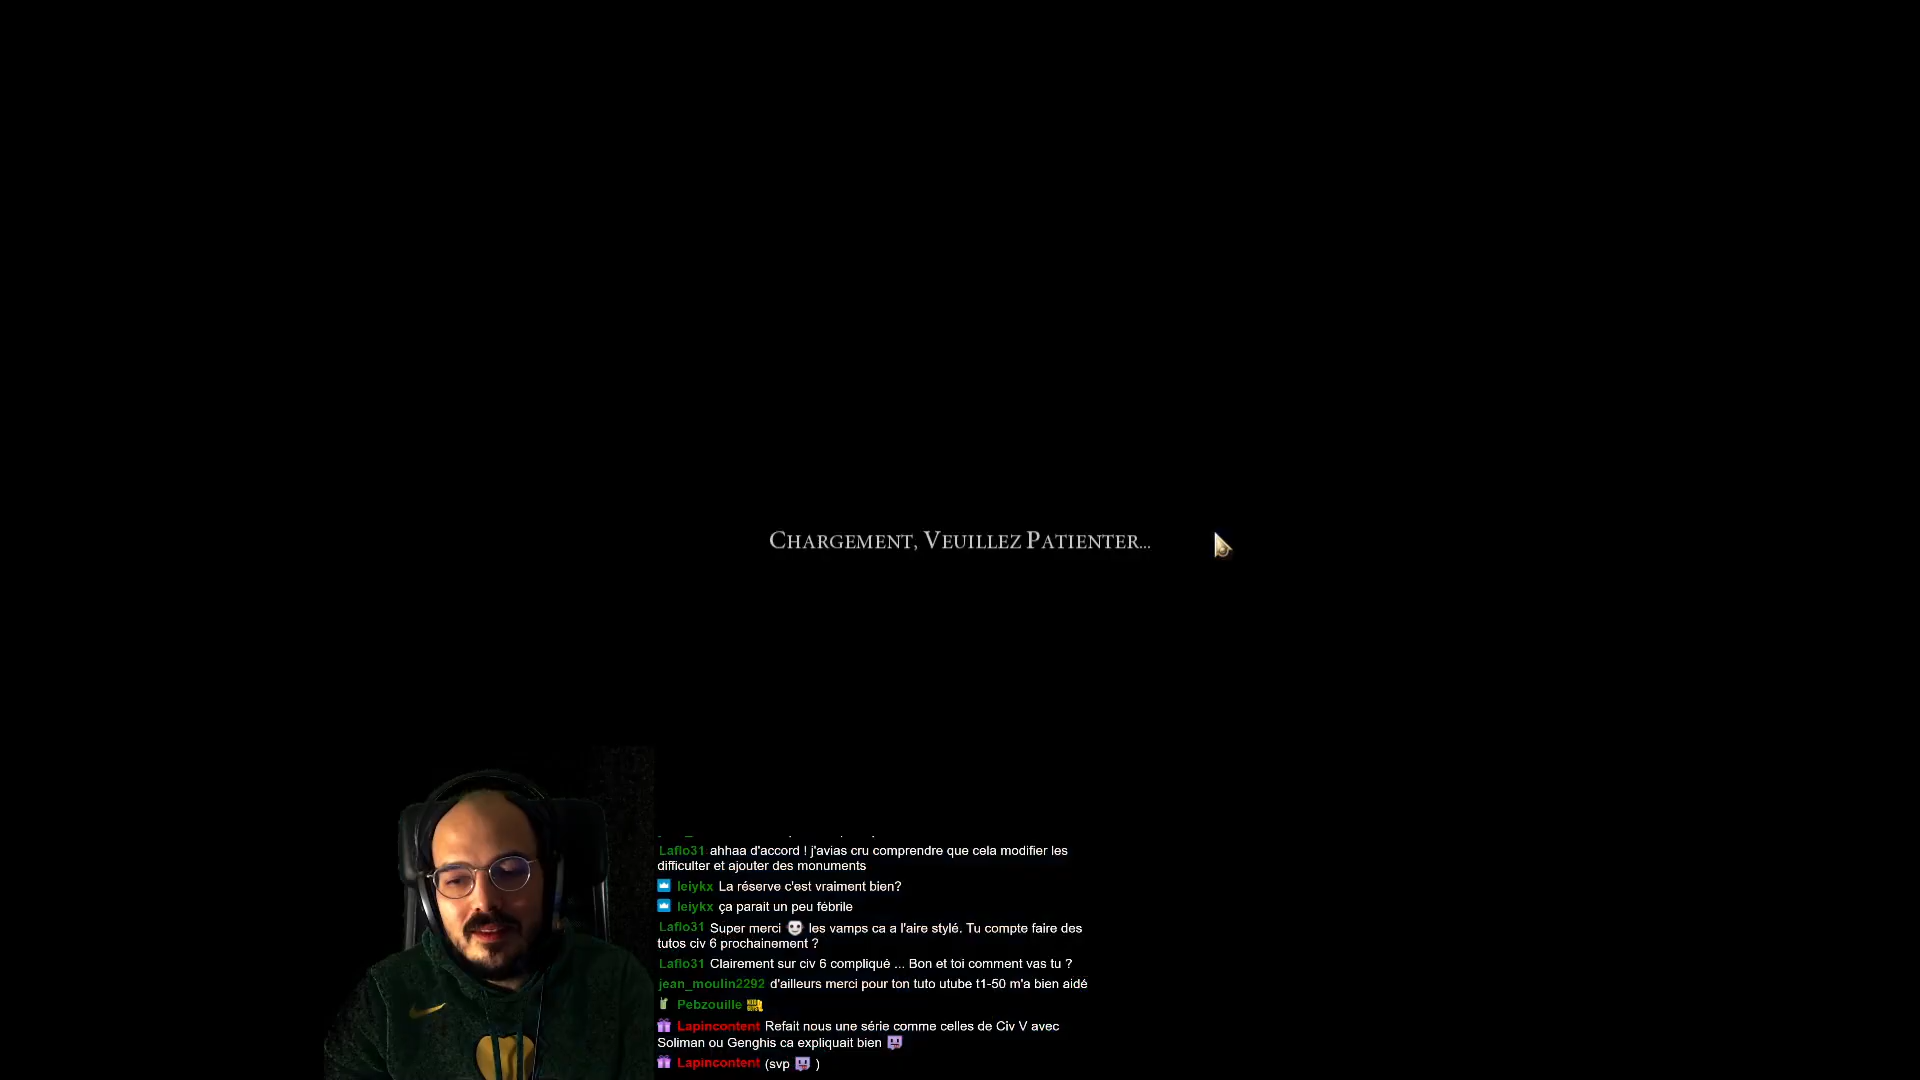 Chargement, Veuillez Patienter...
Laflo31 ahhaa d'accord ! j'avias cru comprendre que cela modifier les
difficulter et ajouter des monuments
leiykx La réserve c'est vraiment bien?
leiykx ça parait un peu fébrile
Laflo31 Super merci les vamps ca a l'aire stylé. Tu compte faire des
tutos civ 6 prochainement ?
Laflo31 Clairement sur civ 6 compliqué ... Bon et toi comment vas tu ?
jean_moulin2292 d'ailleurs merci pour ton tuto utube t1-50 m'a bien aidé
Pebzouille
Lapincontent Refait nous une série comme celles de Civ V avec
Soliman ou Genghis ca expliquait bien
Lapincontent (svp )